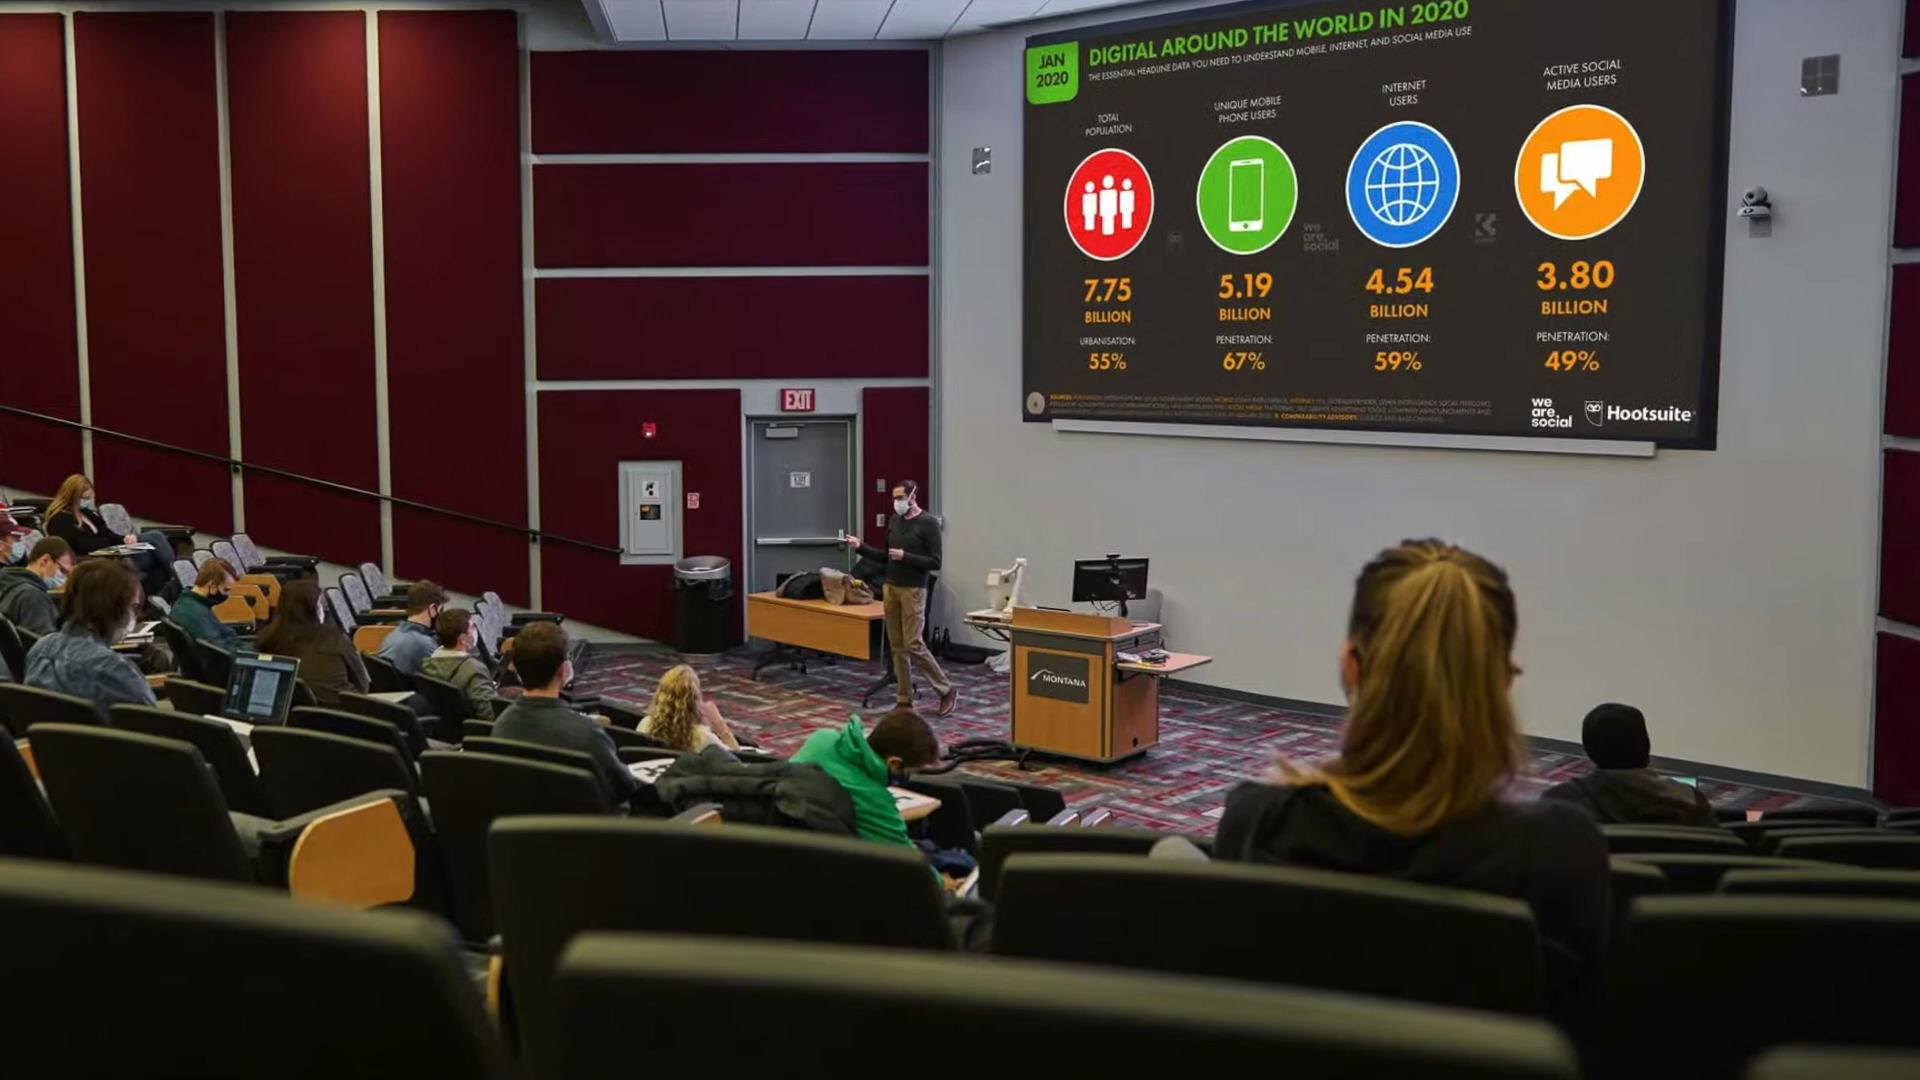 JAN
2020
DIGITAL AROUND THE WORLD IN 2020
THE ESSENTIAL HEADLINE DATA YOU NEED TO UNDERSTAND MOBILE, INTERNET, AND SOCIAL MEDIA USE
TOTAL
POPULATION
7.75
BILLION
URBANISATION:
55%
UNIQUE MOBILE
PHONE USERS
5.19
BILLION
PENETRATION:
67%
INTERNET
USERS
4.54
BILLION
PENETRATION:
59%
ACTIVE SOCIAL
MEDIA USERS
3.80
BILLION
PENETRATION:
49%
we
are
social
we
are
social
Hootsuite
EXIT
MONTANA